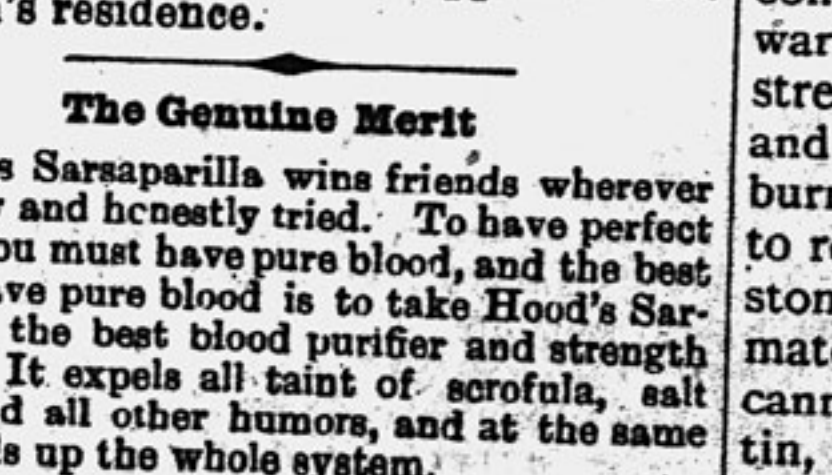 's residence.
The Genuine Merit
s Sarsaparilla wins friends wherever
y and honestly tried. To have perfect
ou must have pure blood, and the best
ve pure blood is to take Hood's Sar-
the best blood purifier and strength
It expels all taint of scrofula, salt
d all other humors, and at the same
ds up the whole system.
war
stre
and
burn
to r
ston
mat
cann
tin,